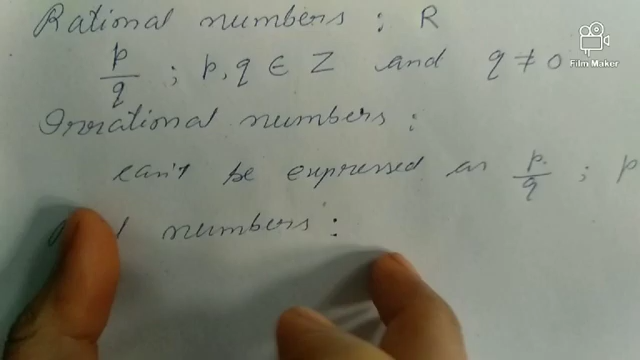 Rational numbers : R
p/q ; p, q ∈ Z and q ≠ 0
Film Maker
Irrational numbers :
can't be expressed as p/q ; p
numbers :